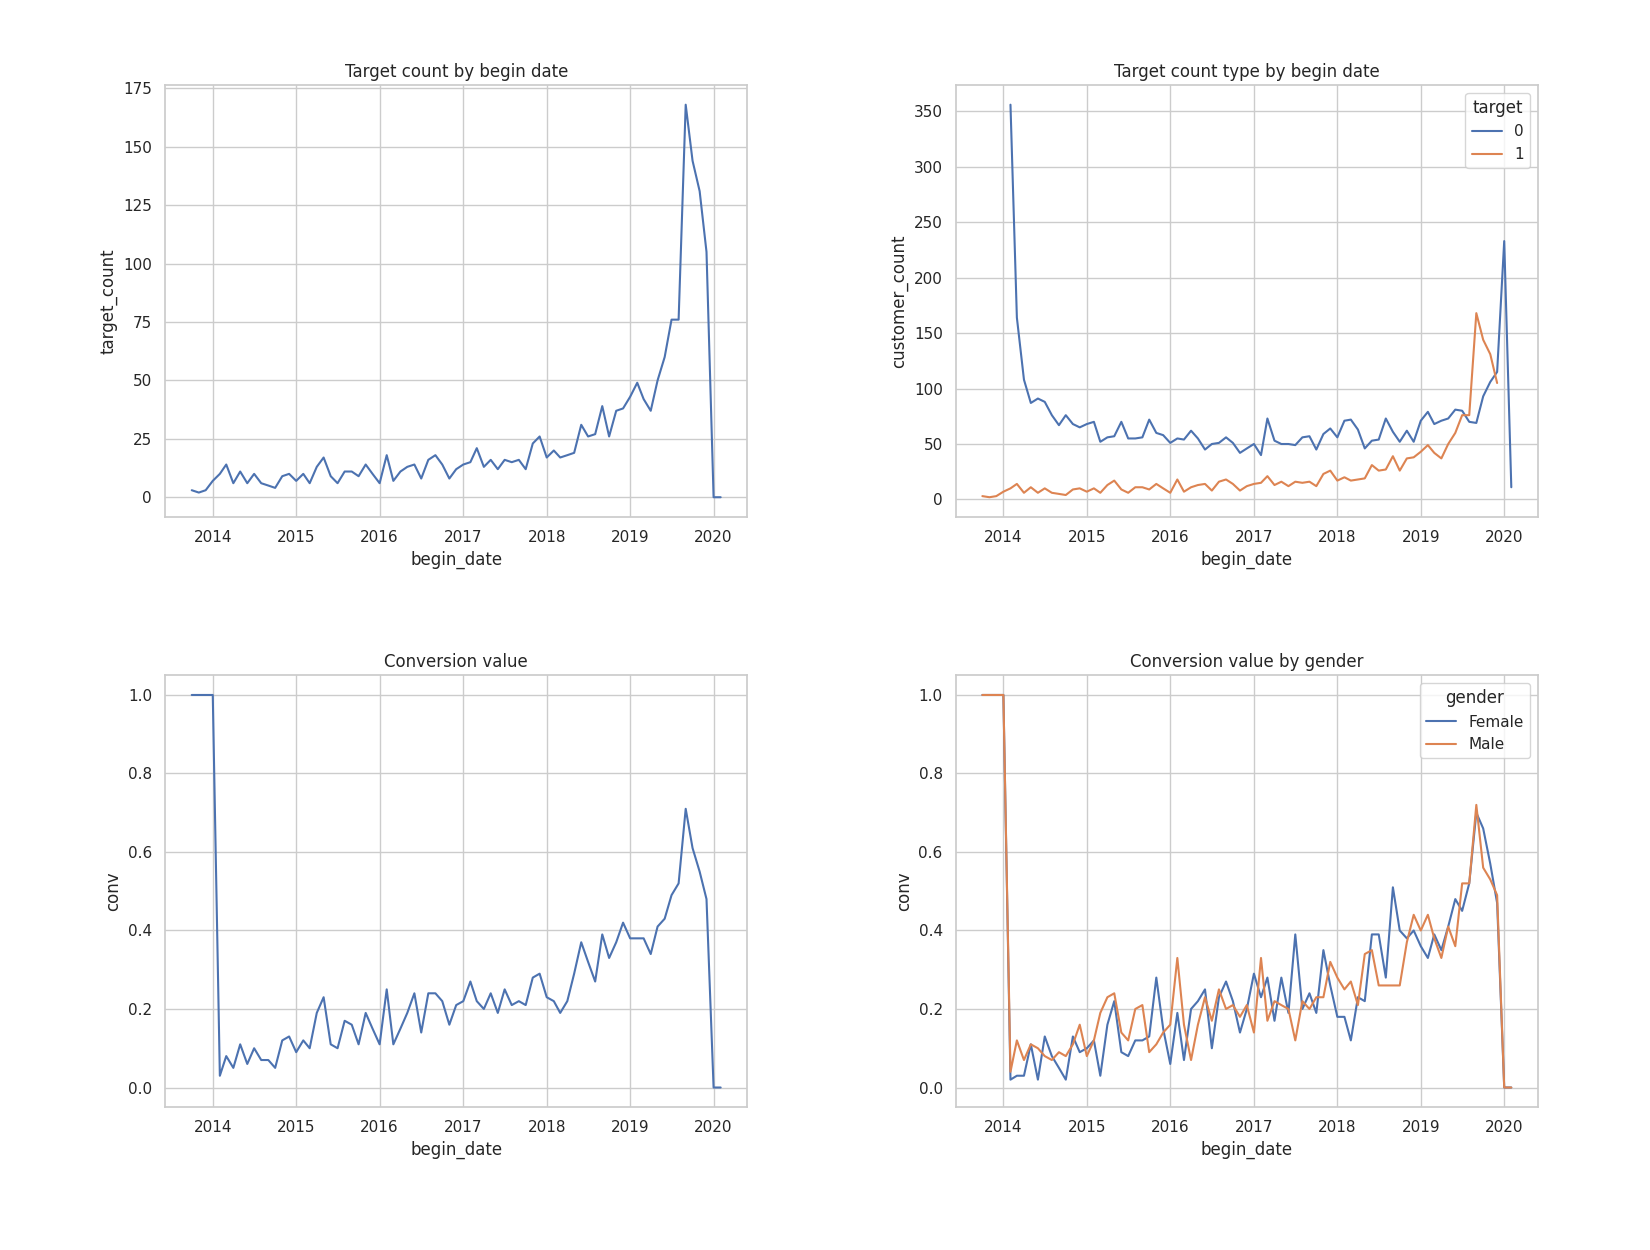 Target count by begin date
175
150
125
100
75
50
25
0
target_count
2014 2015 2016 2017 2018 2019 2020
begin_date
Target count type by begin date
target
0
1
350
300
250
200
150
100
50
0
customer_count
2014 2015 2016 2017 2018 2019 2020
begin_date
Conversion value
1.0
0.8
0.6
0.4
0.2
0.0
conv
2014 2015 2016 2017 2018 2019 2020
begin_date
Conversion value by gender
gender
Female
Male
1.0
0.8
0.6
0.4
0.2
0.0
conv
2014 2015 2016 2017 2018 2019 2020
begin_date